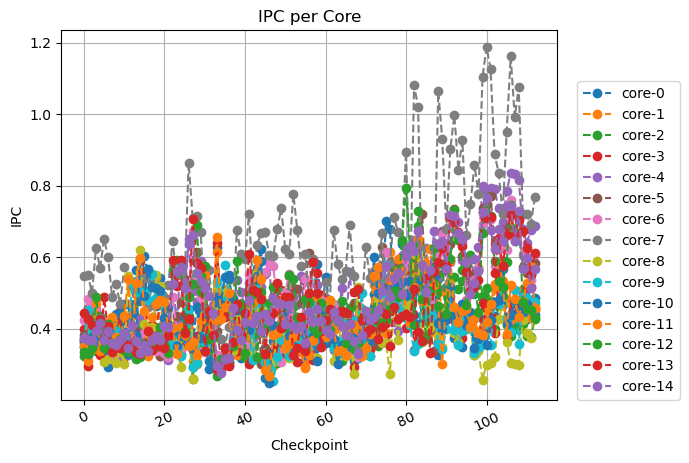 IPC per Core
IPC
1.2
1.0
0.8
0.6
0.4
0
20
40
60
80
100
Checkpoint
core-0
core-1
core-2
core-3
core-4
core-5
core-6
core-7
core-8
core-9
core-10
core-11
core-12
core-13
core-14